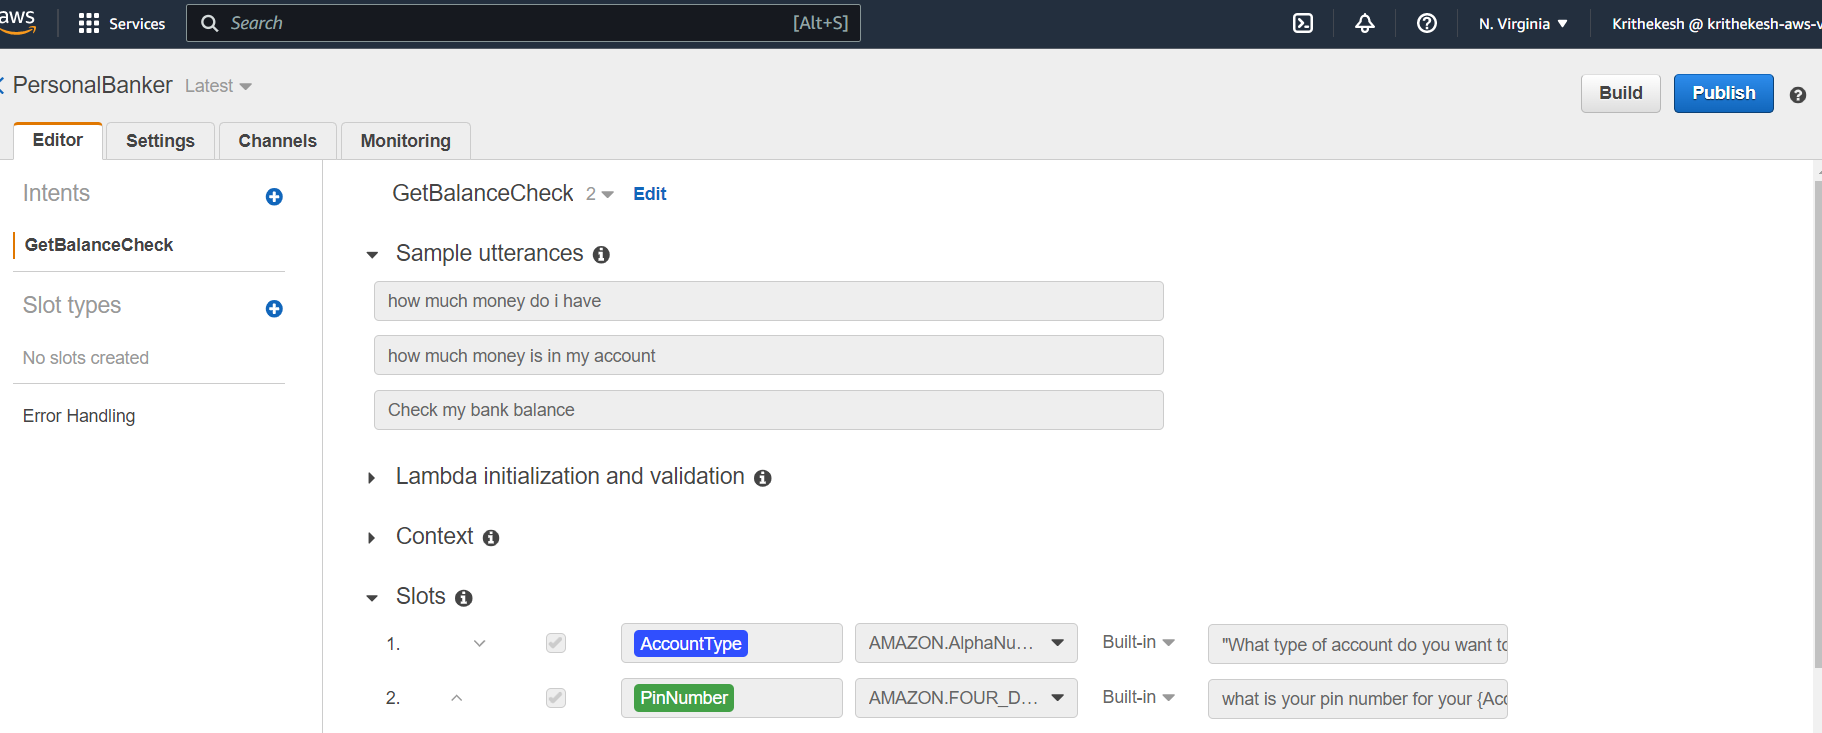 aws Services Search [Alt+S] N. Virginia Krithekesh @ krithekesh-aws-v
PersonalBanker Latest Build Publish
Editor Settings Channels Monitoring
Intents
GetBalanceCheck
Slot types
No slots created
Error Handling
GetBalanceCheck 2 Edit
Sample utterances
how much money do i have
how much money is in my account
Check my bank balance
Lambda initialization and validation
Context
Slots
1. AccountType AMAZON.AlphaNu... Built-in "What type of account do you want to
2. PinNumber AMAZON.FOUR_D... Built-in what is your pin number for your {Acc